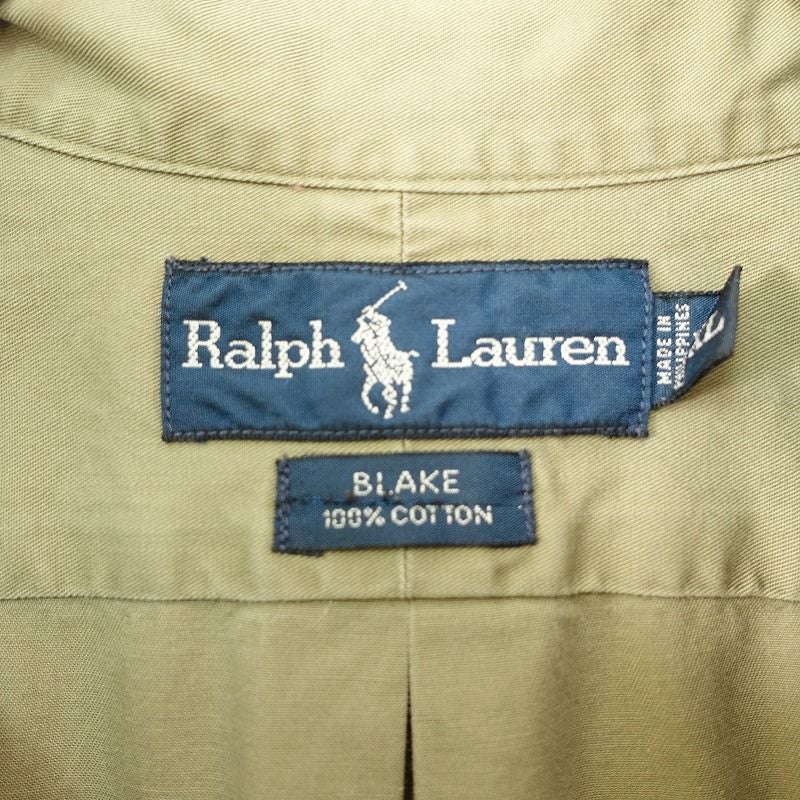 Ralph Lauren
MADE IN
PHILIPPINES
BLAKE
100% COTTON